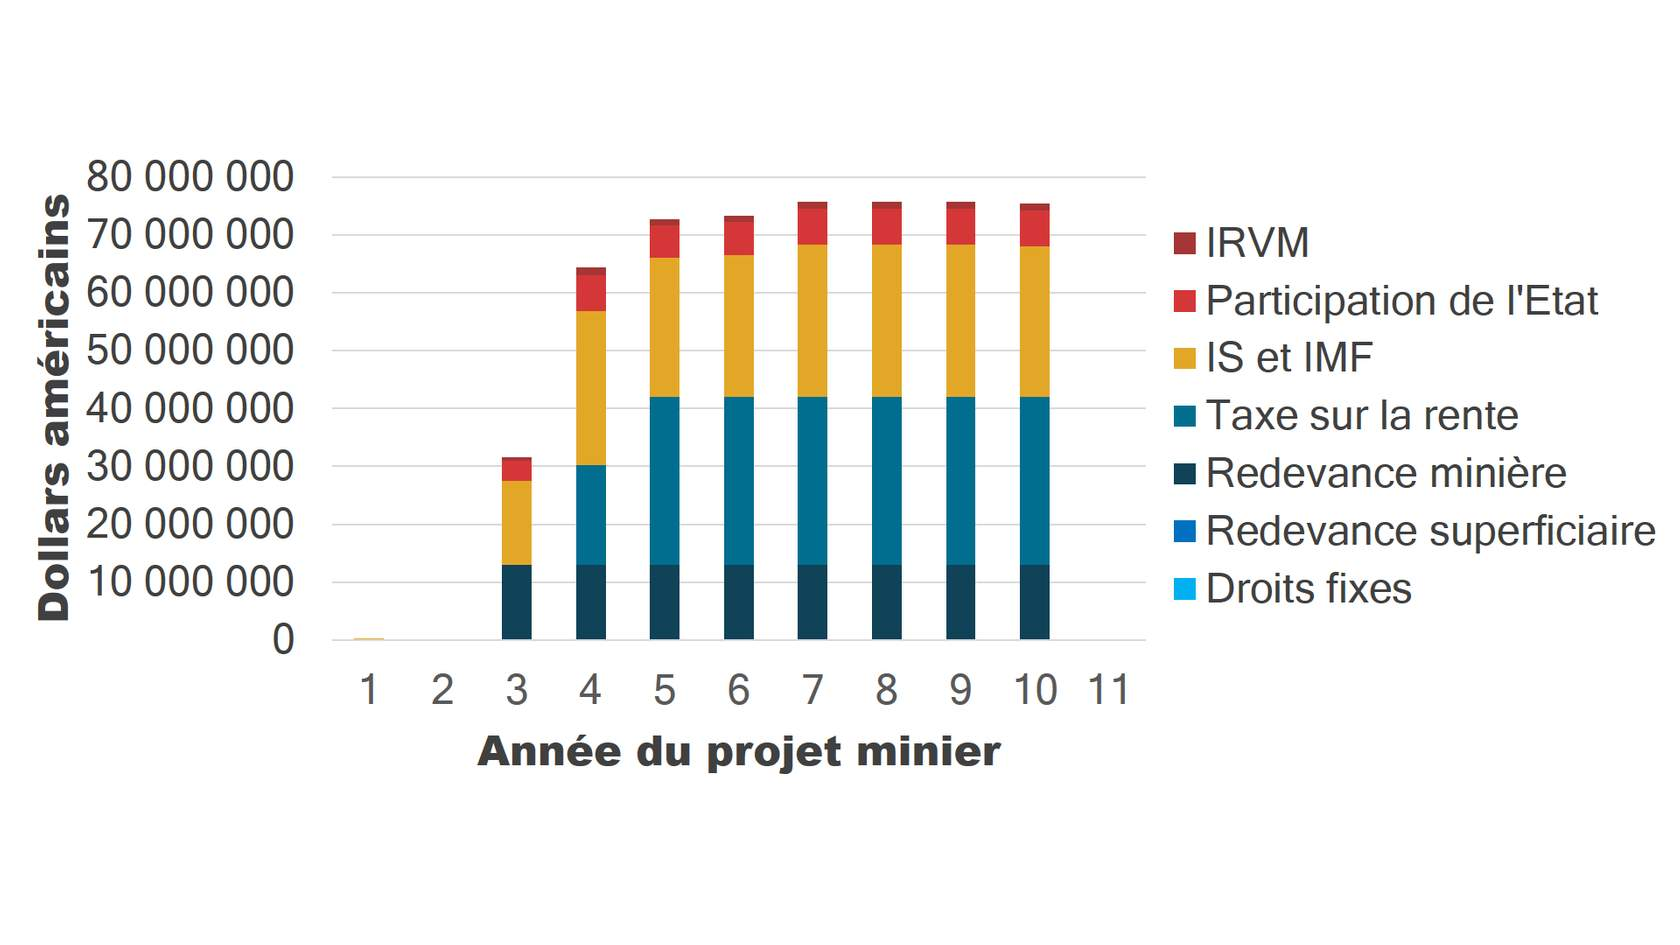 Dollars américains
80 000 000
70 000 000
60 000 000
50 000 000
40 000 000
30 000 000
20 000 000
10 000 000
0
1 2 3 4 5 6 7 8 9 10 11
Année du projet minier
IRVM
Participation de l'Etat
IS et IMF
Taxe sur la rente
Redevance minière
Redevance superficiaire
Droits fixes